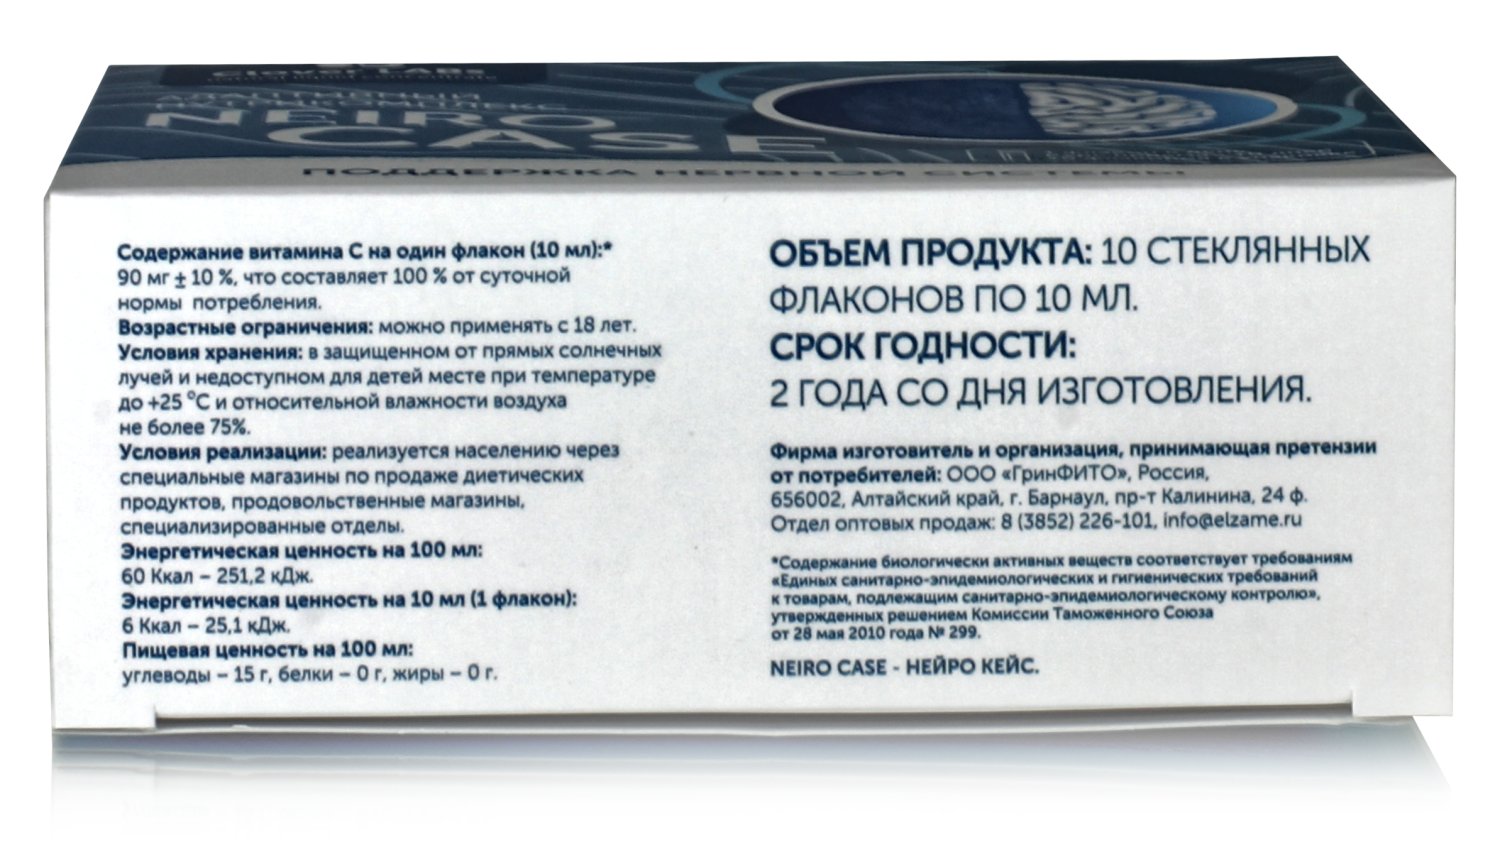 Clover LABs
NEIRO
CASE
ПОДДЕРЖКА НЕРВНОЙ СИСТЕМЫ
Содержание витамина С на один флакон (10 мл):*
90 мг ± 10 %, что составляет 100 % от суточной
нормы потребления.
Возрастные ограничения: можно применять с 18 лет.
Условия хранения: в защищенном от прямых солнечных
лучей и недоступном для детей месте при температуре
до +25 °С и относительной влажности воздуха
не более 75%.
Условия реализации: реализуется населению через
специальные магазины по продаже диетических
продуктов, продовольственные магазины,
специализированные отделы.
Энергетическая ценность на 100 мл:
60 Ккал – 251,2 кДж.
Энергетическая ценность на 10 мл (1 флакон):
6 Ккал – 25,1 кДж.
Пищевая ценность на 100 мл:
углеводы – 15 г, белки – 0 г, жиры – 0 г.
ОБЪЕМ ПРОДУКТА: 10 СТЕКЛЯННЫХ
ФЛАКОНОВ ПО 10 МЛ.
СРОК ГОДНОСТИ:
2 ГОДА СО ДНЯ ИЗГОТОВЛЕНИЯ.
Фирма изготовитель и организация, принимающая претензии
от потребителей: ООО «ГринФИТО», Россия,
656002, Алтайский край, г. Барнаул, пр-т Калинина, 24 ф.
Отдел оптовых продаж: 8 (3852) 226-101, info@elzame.ru
*Содержание биологически активных веществ соответствует требованиям
«Единых санитарно-эпидемиологических и гигиенических требований
к товарам, подлежащим санитарно-эпидемиологическому контролю»,
утвержденных решением Комиссии Таможенного Союза
от 28 мая 2010 года № 299.
NEIRO CASE - НЕЙРО КЕЙС.